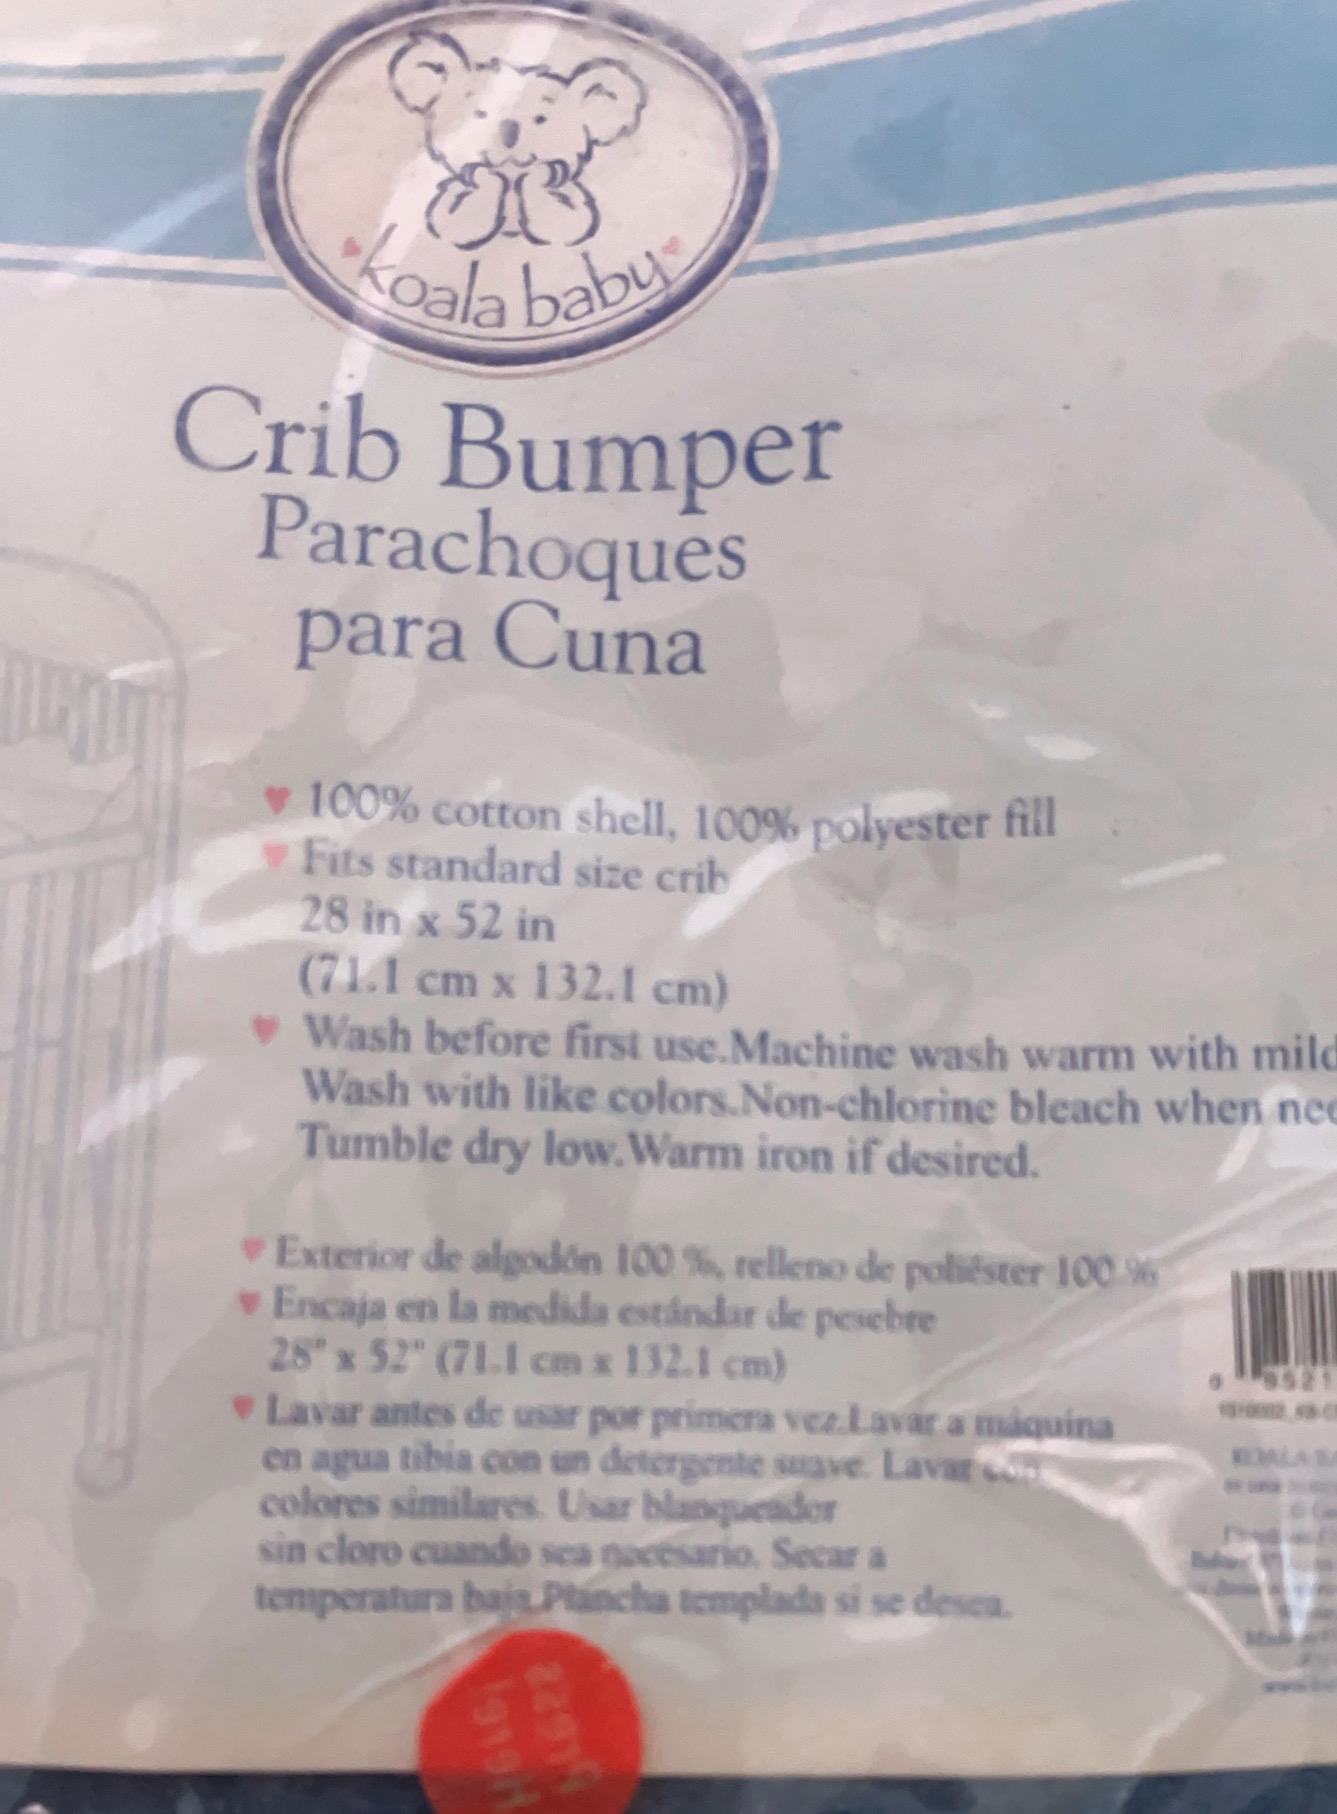 koala baby
Crib Bumper
Parachoques
para Cuna
100% cotton shell, 100% polyester fill
Fits standard size crib
28 in x 52 in
(71.1 cm x 132.1 cm)
Wash before first use.Machine wash warm with mild
Wash with like colors.Non-chlorine bleach when nec
Tumble dry low.Warm iron if desired.
Exterior de algodón 100 %, relleno de poliéster 100 %
Encaja en la medida estándar de pesebre
28" x 52" (71.1 cm x 132.1 cm)
Lavar antes de usar por primera vez.Lavar a máquina
en agua tibia con un detergente suave. Lavar con
colores similares. Usar blanqueador
sin cloro cuando sea necesario. Secar a
temperatura baja.Plancha templada si se desea.
KOALA